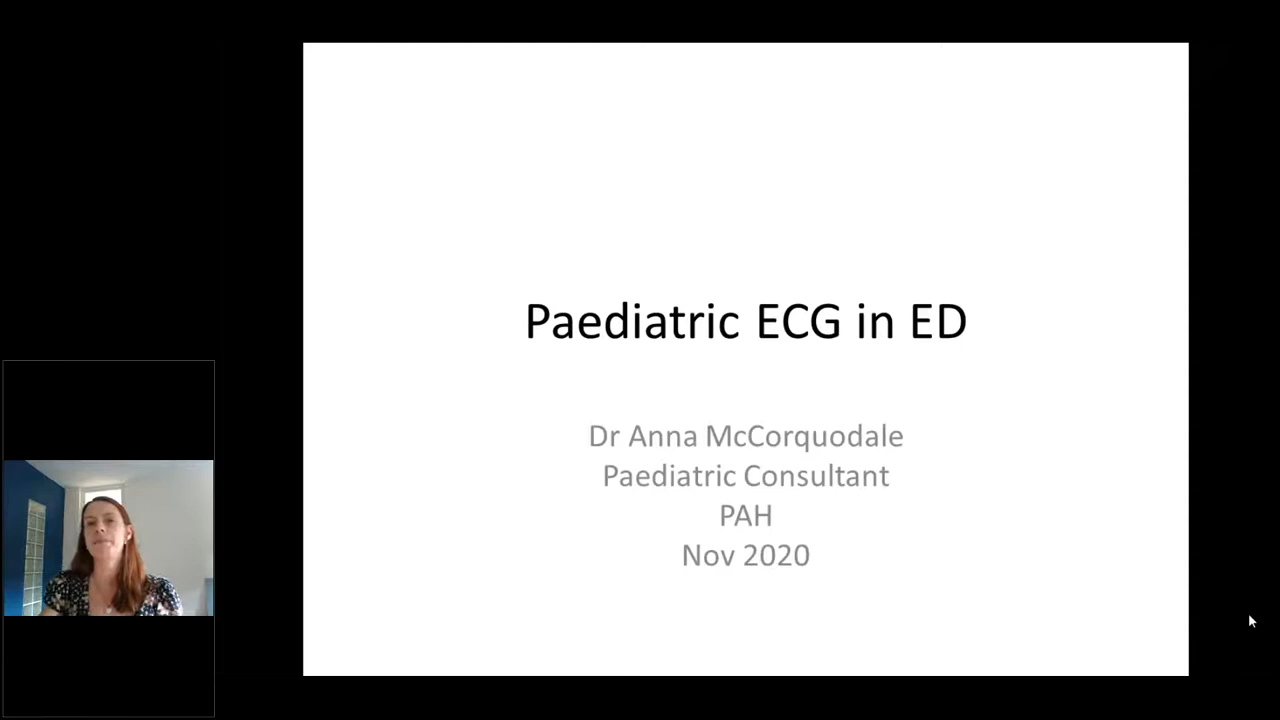 Paediatric ECG in ED
Dr Anna McCorquodale
Paediatric Consultant
PAH
Nov 2020